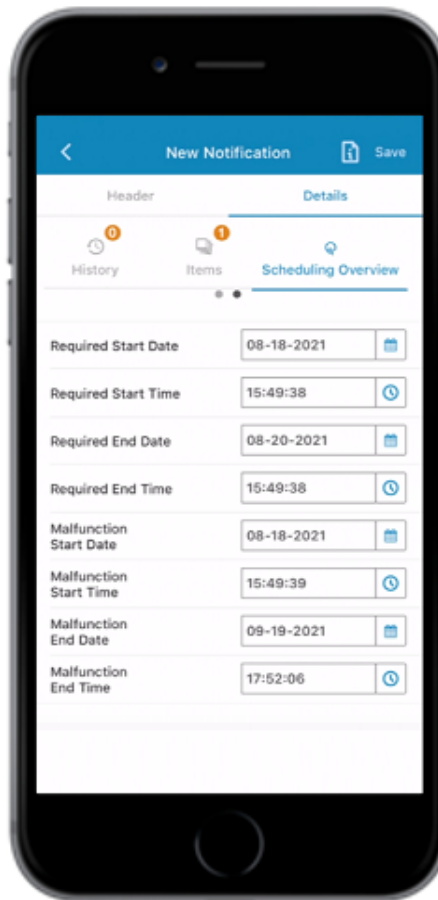 New Notification
Save
Header
Details
0
1
History
Items
Scheduling Overview
Required Start Date
08-18-2021
Required Start Time
15:49:38
Required End Date
08-20-2021
Required End Time
15:49:38
Malfunction
Start Date
08-18-2021
Malfunction
Start Time
15:49:39
Malfunction
End Date
09-19-2021
Malfunction
End Time
17:52:06